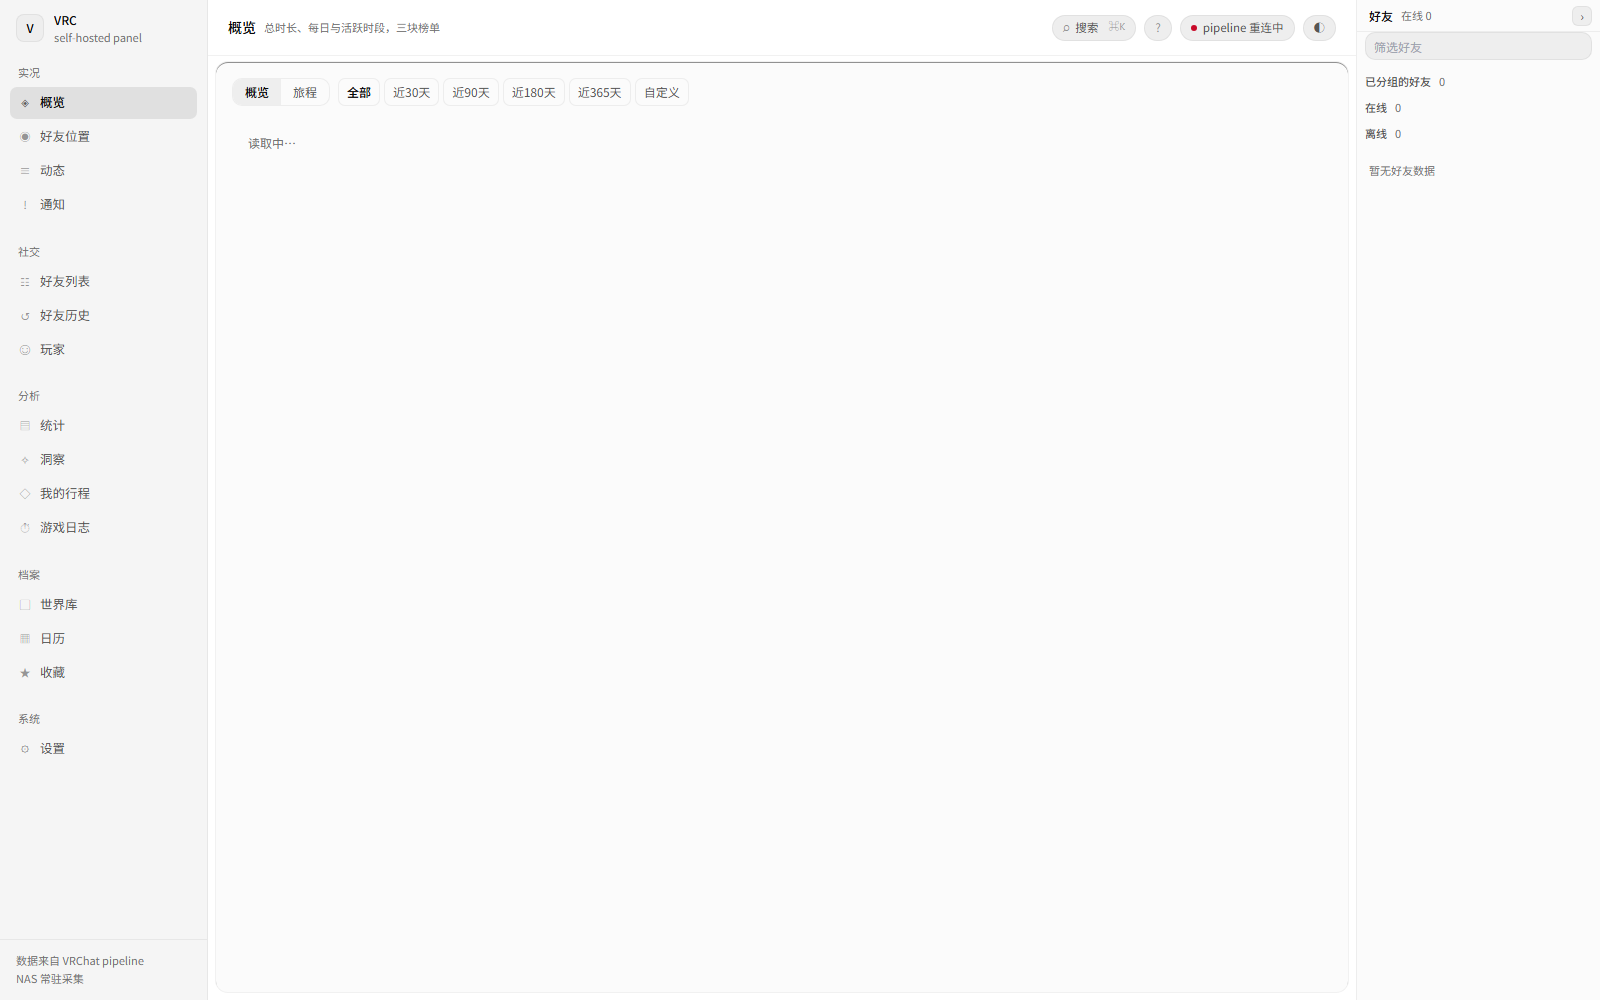 V
VRC
self-hosted panel
实况
概览
好友位置
动态
通知
社交
好友列表
好友历史
玩家
分析
统计
洞察
我的行程
游戏日志
档案
世界库
日历
收藏
系统
设置
数据来自 VRChat pipeline
NAS 常驻采集
概览 总时长、每日与活跃时段，三块榜单
搜索 ⌘K
?
pipeline 重连中
概览 旅程 全部 近30天 近90天 近180天 近365天 自定义
读取中…
好友 在线 0
筛选好友
已分组的好友 0
在线 0
离线 0
暂无好友数据